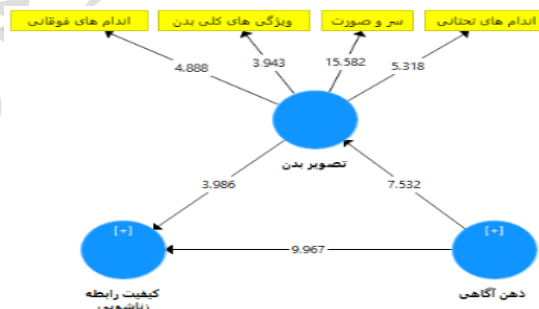 اندام های تحتانی
سر و صورت
ویژگی های کلی بدن
اندام های فوقانی
4.888
3.943
15.582
5.318
تصویر بدن
3.986
7.532
[+]
[+]
9.967
کیفیت رابطه
زناشویی
ذهن آگاهی